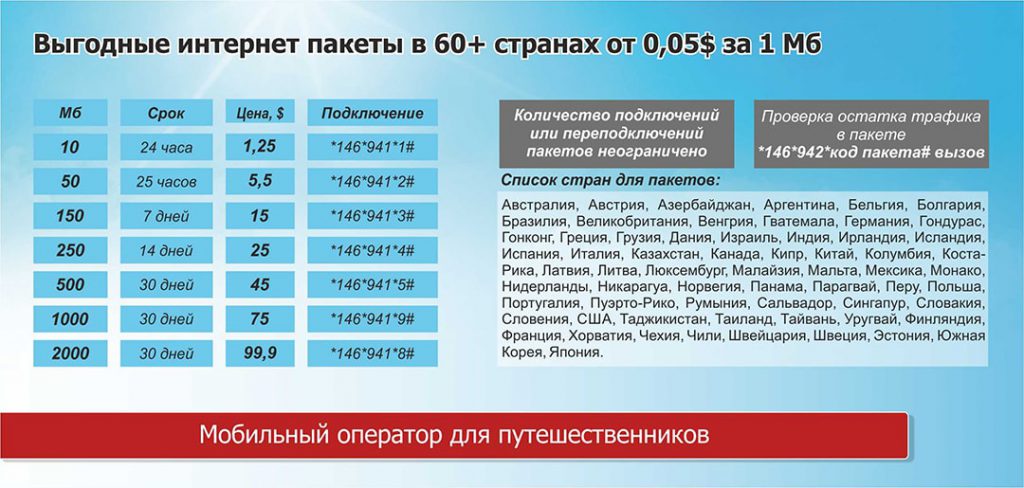 Выгодные интернет пакеты в 60+ странах от 0,05$ за 1 Мб
Мб Срок Цена, $ Подключение
10 24 часа 1,25 *146*941*1#
50 25 часов 5,5 *146*941*2#
150 7 дней 15 *146*941*3#
250 14 дней 25 *146*941*4#
500 30 дней 45 *146*941*5#
1000 30 дней 75 *146*941*9#
2000 30 дней 99,9 *146*941*8#
Количество подключений
или переподключений
пакетов неограничено
Проверка остатка трафика
в пакете
*146*942*код пакета# вызов
Список стран для пакетов:
Австралия, Австрия, Азербайджан, Аргентина, Бельгия, Болгария,
Бразилия, Великобритания, Венгрия, Гватемала, Германия, Гондурас,
Гонконг, Греция, Грузия, Дания, Израиль, Индия, Ирландия, Исландия,
Испания, Италия, Казахстан, Канада, Кипр, Китай, Колумбия, Коста-
Рика, Латвия, Литва, Люксембург, Малайзия, Мальта, Мексика, Монако,
Нидерланды, Никарагуа, Норвегия, Панама, Парагвай, Перу, Польша,
Португалия, Пуэрто-Рико, Румыния, Сальвадор, Сингапур, Словакия,
Словения, США, Таджикистан, Таиланд, Тайвань, Уругвай, Финляндия,
Франция, Хорватия, Чехия, Чили, Швейцария, Швеция, Эстония, Южная
Корея, Япония.
Мобильный оператор для путешественников